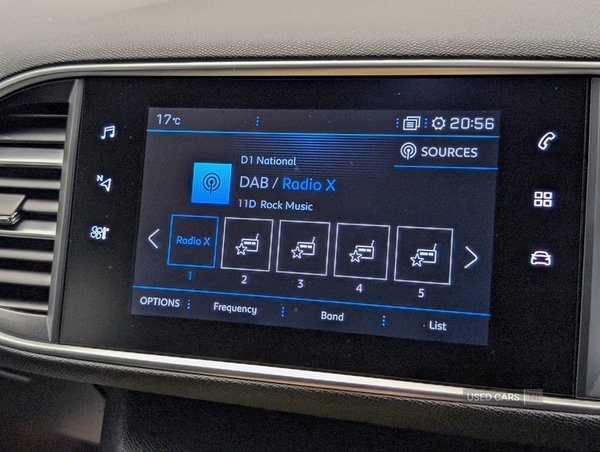 17°C
20:56
SOURCES
D1 National
DAB / Radio X
11D Rock Music
N
Radio X
1 2 3 4 5
OPTIONS Frequency Band List
USED CARS NI